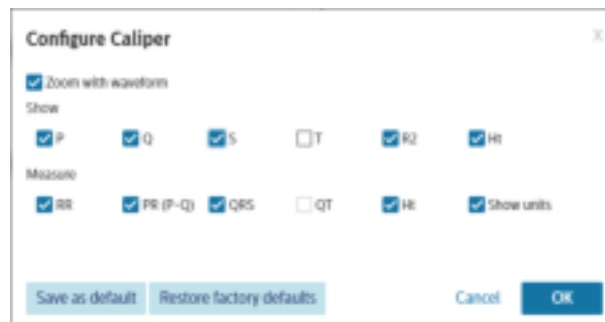 Configure Caliper X
Zoom with waveform
Show
P Q S T R2 Ht
Measure
RR PR (P-Q) QRS QT Ht Show units
Save as default Restore factory defaults Cancel OK